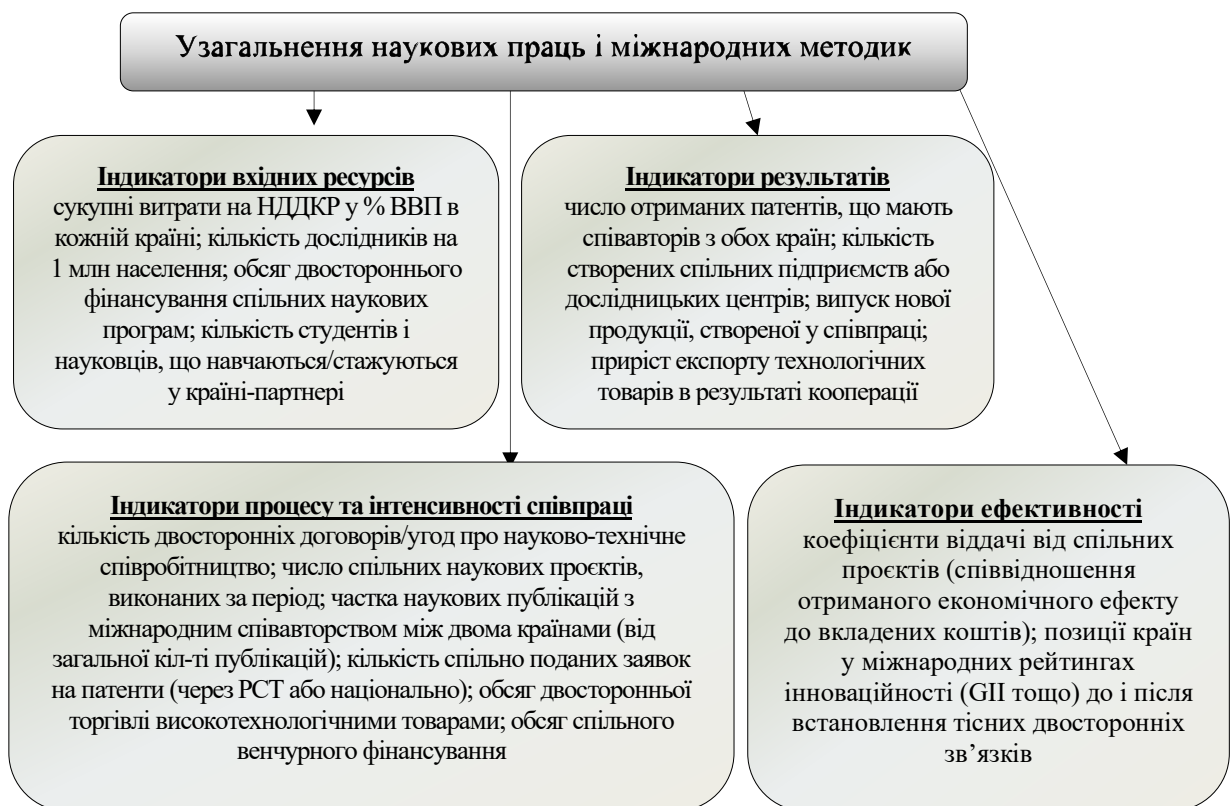 Узагальнення наукових праць і міжнародних методик
Індикатори вхідних ресурсів
сукупні витрати на НДДКР у % ВВП в
кожній країні; кількість дослідників на
1 млн населення; обсяг двостороннього
фінансування спільних наукових
програм; кількість студентів і
науковців, що навчаються/стажуються
у країні-партнері
Індикатори результатів
число отриманих патентів, що мають
співавторів з обох країн; кількість
створених спільних підприємств або
дослідницьких центрів; випуск нової
продукції, створеної у співпраці;
приріст експорту технологічних
товарів в результаті кооперації
Індикатори процесу та інтенсивності співпраці
кількість двосторонніх договорів/угод про науково-технічне
співробітництво; число спільних наукових проєктів,
виконаних за період; частка наукових публікацій з
міжнародним співавторством між двома країнами (від
загальної кіл-ті публікацій); кількість спільно поданих заявок
на патенти (через PCT або національно); обсяг двосторонньої
торгівлі високотехнологічними товарами; обсяг спільного
венчурного фінансування
Індикатори ефективності
коефіцієнти віддачі від спільних
проєктів (співвідношення
отриманого економічного ефекту
до вкладених коштів); позиції країн
у міжнародних рейтингах
інноваційності (GII тощо) до і після
встановлення тісних двосторонніх
зв’язків